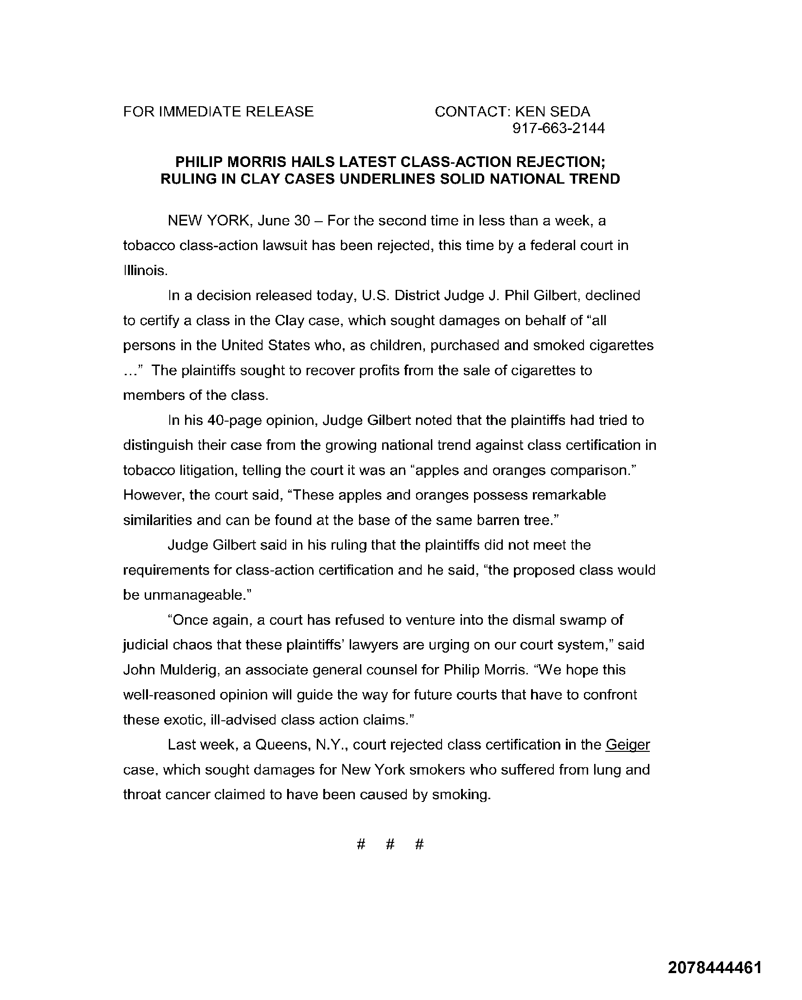 FOR IMMEDIATE RELEASE CONTACT: KEN SEDA
917-663-2144
PHILIP MORRIS HAILS LATEST CLASS-ACTION REJECTION;
RULING IN CLAY CASES UNDERLINES SOLID NATIONAL TREND
NEW YORK, June 30 – For the second time in less than a week, a
tobacco class-action lawsuit has been rejected, this time by a federal court in
Illinois.
In a decision released today, U.S. District Judge J. Phil Gilbert, declined
to certify a class in the Clay case, which sought damages on behalf of “all
persons in the United States who, as children, purchased and smoked cigarettes
…” The plaintiffs sought to recover profits from the sale of cigarettes to
members of the class.
In his 40-page opinion, Judge Gilbert noted that the plaintiffs had tried to
distinguish their case from the growing national trend against class certification in
tobacco litigation, telling the court it was an “apples and oranges comparison.”
However, the court said, “These apples and oranges possess remarkable
similarities and can be found at the base of the same barren tree.”
Judge Gilbert said in his ruling that the plaintiffs did not meet the
requirements for class-action certification and he said, “the proposed class would
be unmanageable.”
“Once again, a court has refused to venture into the dismal swamp of
judicial chaos that these plaintiffs’ lawyers are urging on our court system,” said
John Mulderig, an associate general counsel for Philip Morris. “We hope this
well-reasoned opinion will guide the way for future courts that have to confront
these exotic, ill-advised class action claims.”
Last week, a Queens, N.Y., court rejected class certification in the Geiger
case, which sought damages for New York smokers who suffered from lung and
throat cancer claimed to have been caused by smoking.
# # #
2078444461